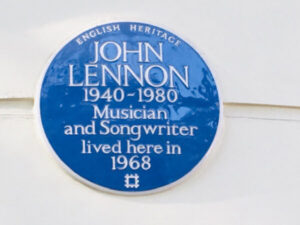 ENGLISH HERITAGE
JOHN
LENNON
1940-1980
Musician
and Songwriter
lived here in
1968